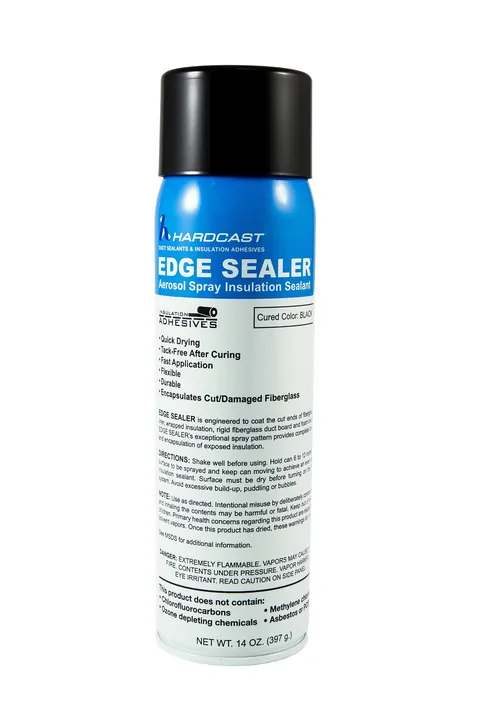 HARDCAST
DUCT SEALANTS & INSULATION ADHESIVES
EDGE SEALER
Aerosol Spray Insulation Sealant
INSULATION
ADHESIVES
Cured Color: BLACK
• Quick Drying
• Tack-Free After Curing
• Fast Application
• Flexible
• Durable
• Encapsulates Cut/Damaged Fiberglass
EDGE SEALER is engineered to coat the cut ends of
liner, wrapped insulation, rigid fiberglass duct board and foam
EDGE SEALER's exceptional spray pattern provides complete
and encapsulation of exposed insulation.
DIRECTIONS: Shake well before using. Hold can 8 to 12
surface to be sprayed and keep can moving to achieve an
insulation sealant. Surface must be dry before turning on
system. Avoid excessive build-up, puddling or bubbles.
NOTE: Use as directed. Intentional misuse by deliberately
and inhaling the contents may be harmful or fatal. Keep out of
children. Primary health concerns regarding this product are
solvent vapors. Once this product has dried, these warnings
See MSDS for additional information.
DANGER: EXTREMELY FLAMMABLE. VAPORS MAY CAUSE
FIRE. CONTENTS UNDER PRESSURE. VAPOR
EYE IRRITANT. READ CAUTION ON SIDE PANEL.
This product does not contain:
• Chlorofluorocarbons • Methylene
• Ozone depleting chemicals • Asbestos or
NET WT. 14 OZ. (397 g.)